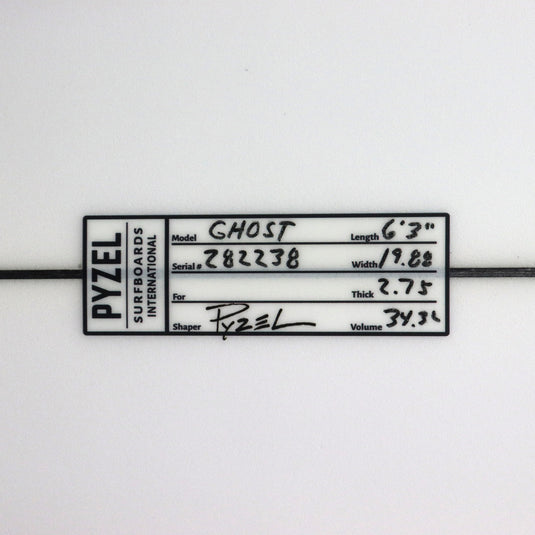 PYZEL
SURFBOARDS
INTERNATIONAL
Model GHOST Length 6'3"
Serial# 282238 Width 19.88
For Thick 2.75
Shaper PYZEL Volume 34.3L